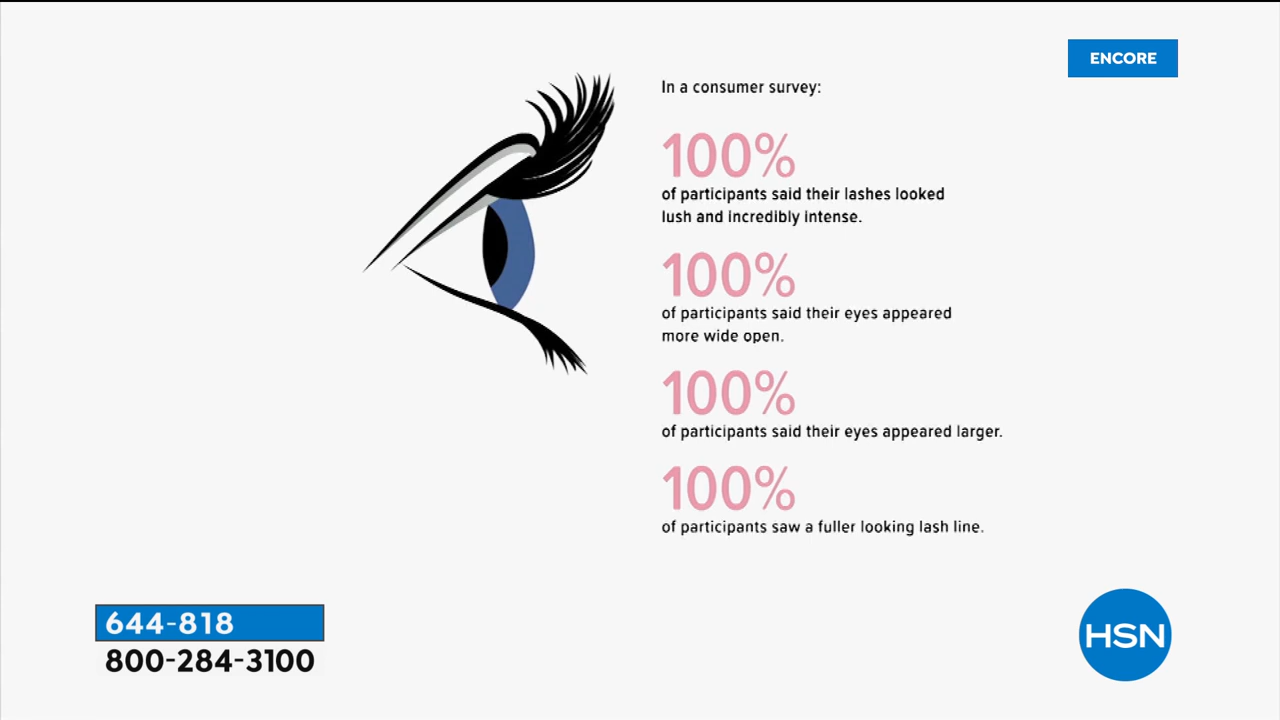 ENCORE
In a consumer survey:
100%
of participants said their lashes looked
lush and incredibly intense.
100%
of participants said their eyes appeared
more wide open.
100%
of participants said their eyes appeared larger.
100%
of participants saw a fuller looking lash line.
644-818
800-284-3100
HSN